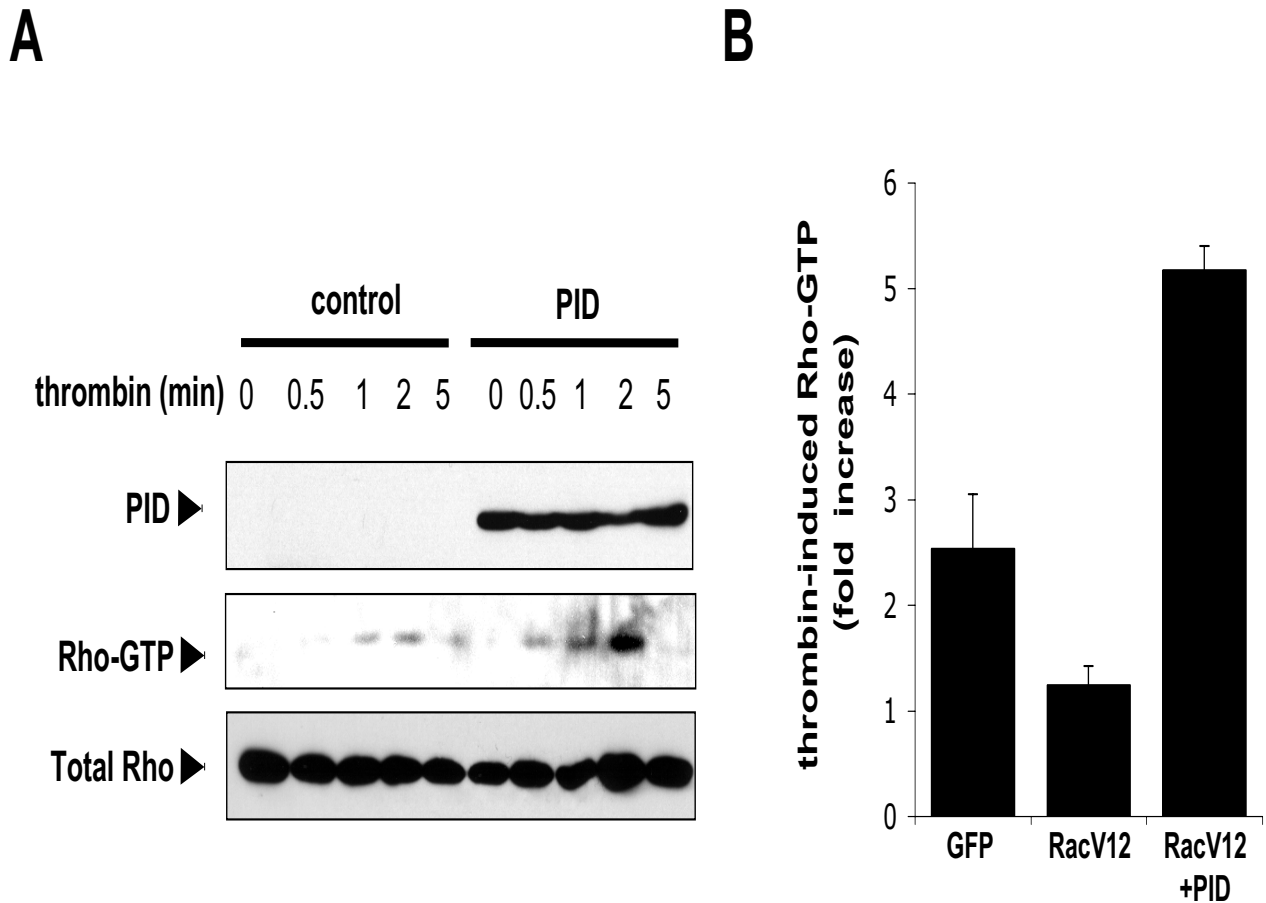 A
B
control PID
thrombin (min) 0 0.5 1 2 5 0 0.5 1 2 5
PID
Rho-GTP
Total Rho
thrombin-induced Rho-GTP
(fold increase)
6
5
4
3
2
1
0
GFP RacV12 RacV12
+PID